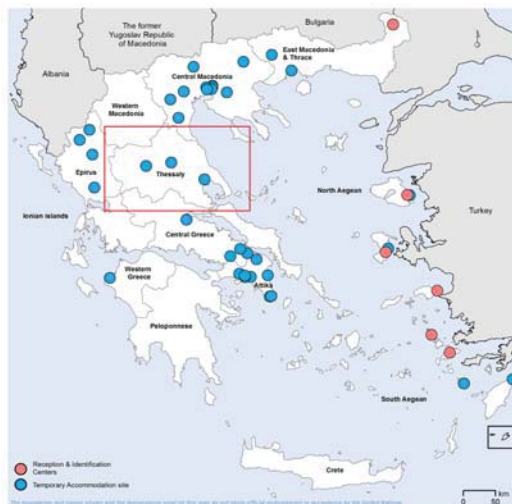 The former
Yugoslav Republic
of Macedonia
Bulgaria
East Macedonia
& Thrace
Albania
Central Macedonia
Western
Macedonia
Epirus
Thessaly
North Aegean
Turkey
Ionian islands
Central Greece
Western
Greece
Attika
Peloponnese
South Aegean
Crete
Reception & Identification
Centers
Temporary Accommodation site
km
50